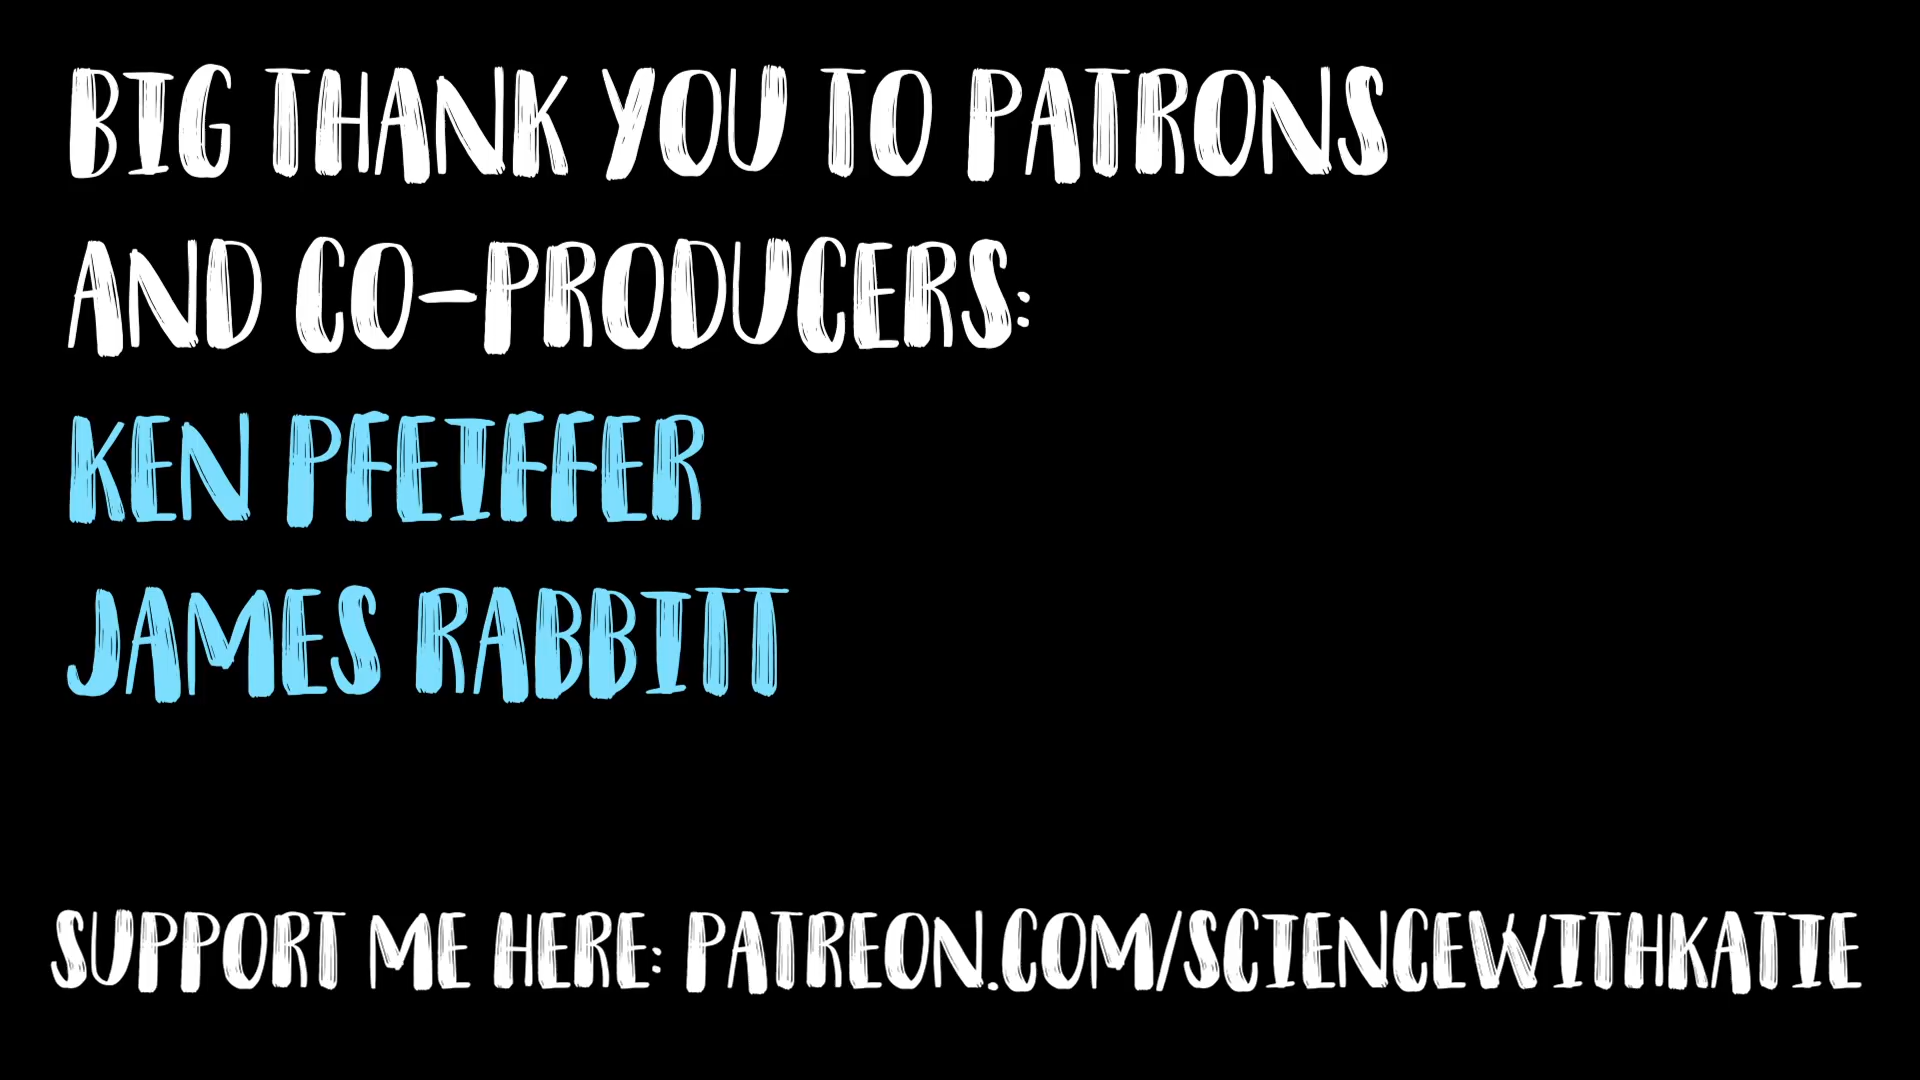 BIG THANK YOU TO PATRONS
AND CO-PRODUCERS:
KEN PFEIFFER
JAMES RABBITT
SUPPORT ME HERE: PATREON.COM/SCIENCEWITHKATIE